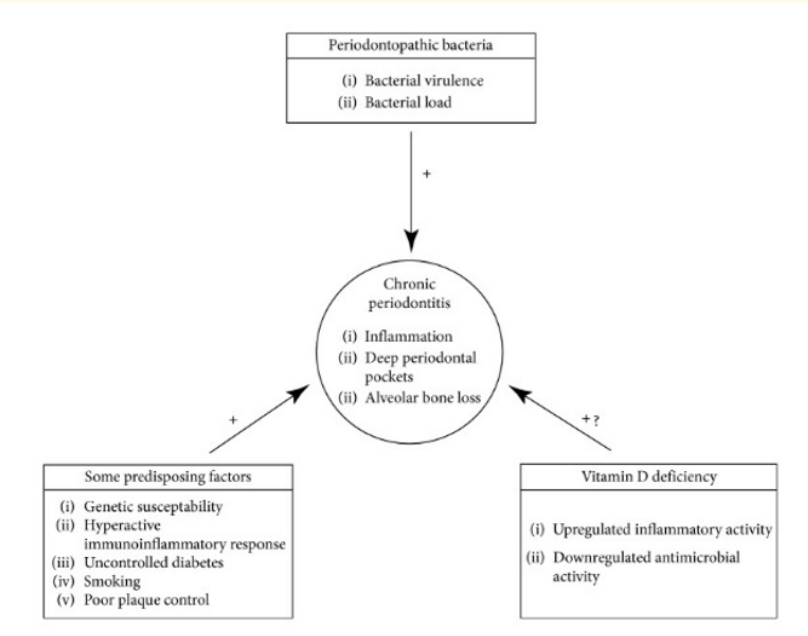 Periodontopathic bacteria
(i) Bacterial virulence
(ii) Bacterial load
+
Chronic
periodontitis
(i) Inflammation
(ii) Deep periodontal
pockets
(ii) Alveolar bone loss
+
+?
Some predisposing factors
(i) Genetic susceptability
(ii) Hyperactive
immunoinflammatory response
(iii) Uncontrolled diabetes
(iv) Smoking
(v) Poor plaque control
Vitamin D deficiency
(i) Upregulated inflammatory activity
(ii) Downregulated antimicrobial
activity